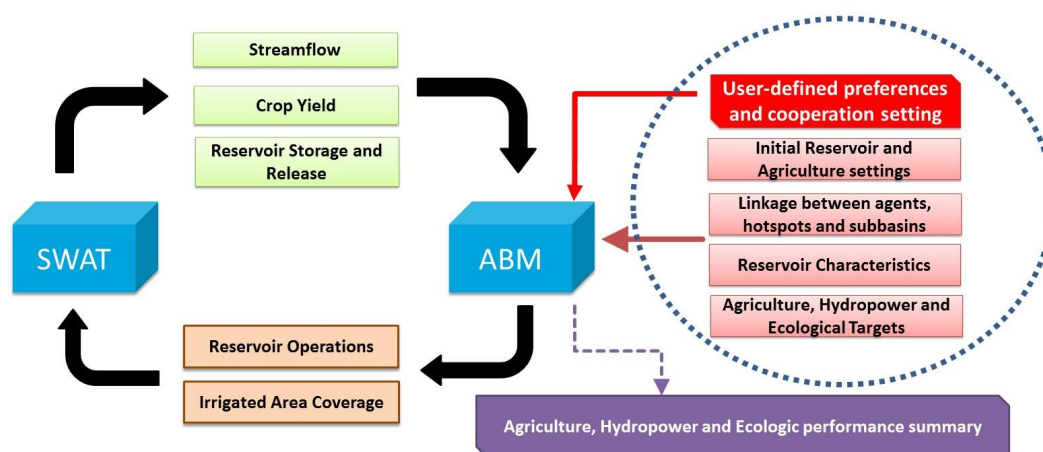 Streamflow
Crop Yield
Reservoir Storage and
Release
SWAT
ABM
Reservoir Operations
Irrigated Area Coverage
User-defined preferences
and cooperation setting
Initial Reservoir and
Agriculture settings
Linkage between agents,
hotspots and subbasins
Reservoir Characteristics
Agriculture, Hydropower and
Ecological Targets
Agriculture, Hydropower and Ecologic performance summary